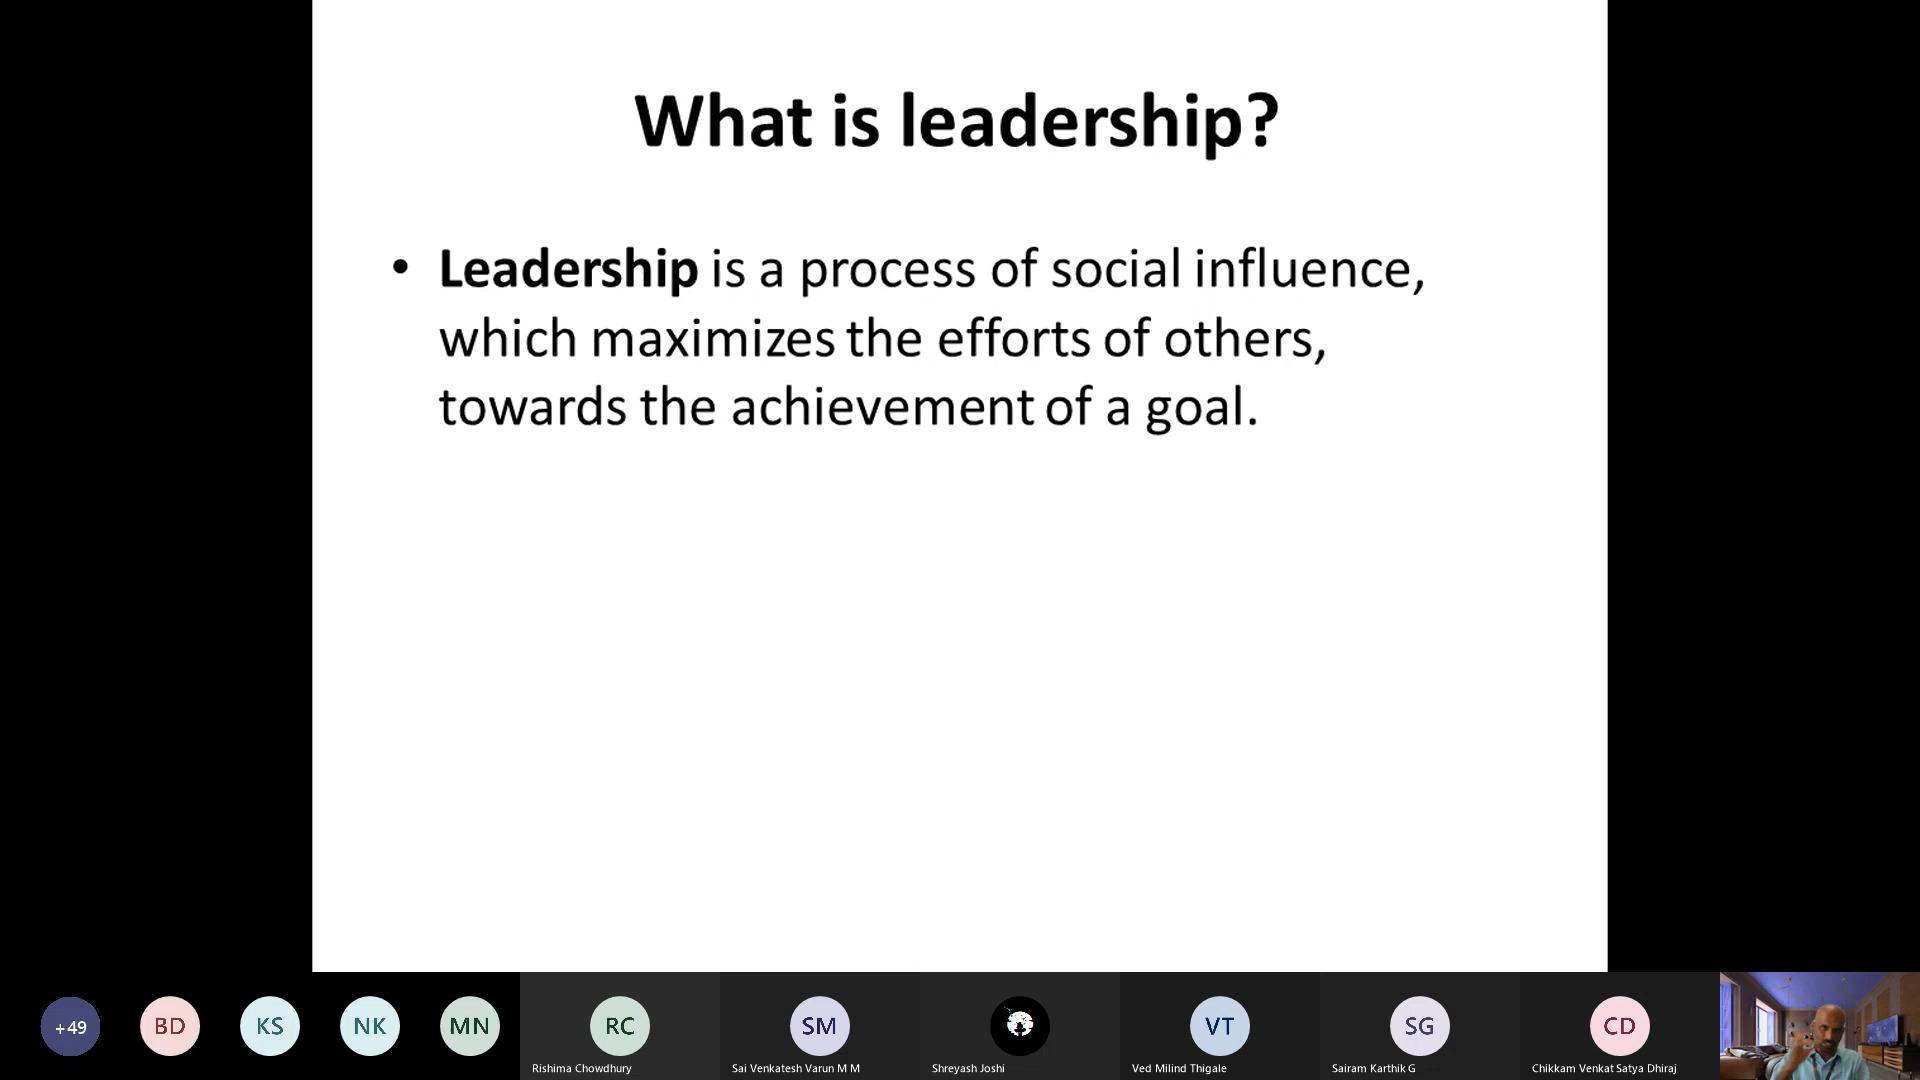 What is leadership?
• Leadership is a process of social influence,
which maximizes the efforts of others,
towards the achievement of a goal.
+49
BD
KS
NK
MN
RC
SM
VT
SG
CD
Rishima Chowdhury
Sai Venkatesh Varun M M
Shreyash Joshi
Ved Milind Thigale
Sairam Karthik G
Chikkam Venkat Satya Dhiraj